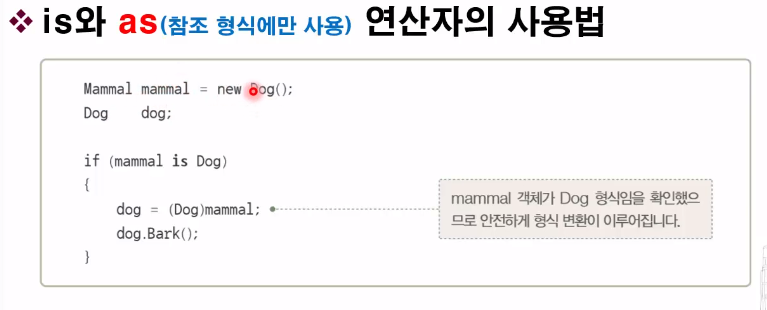 ❖ is와 as(참조 형식에만 사용) 연산자의 사용법
Mammal mammal = new Dog();
Dog dog;
if (mammal is Dog)
{
dog = (Dog)mammal;
dog.Bark();
}
mammal 객체가 Dog 형식임을 확인했으
므로 안전하게 형식 변환이 이루어집니다.